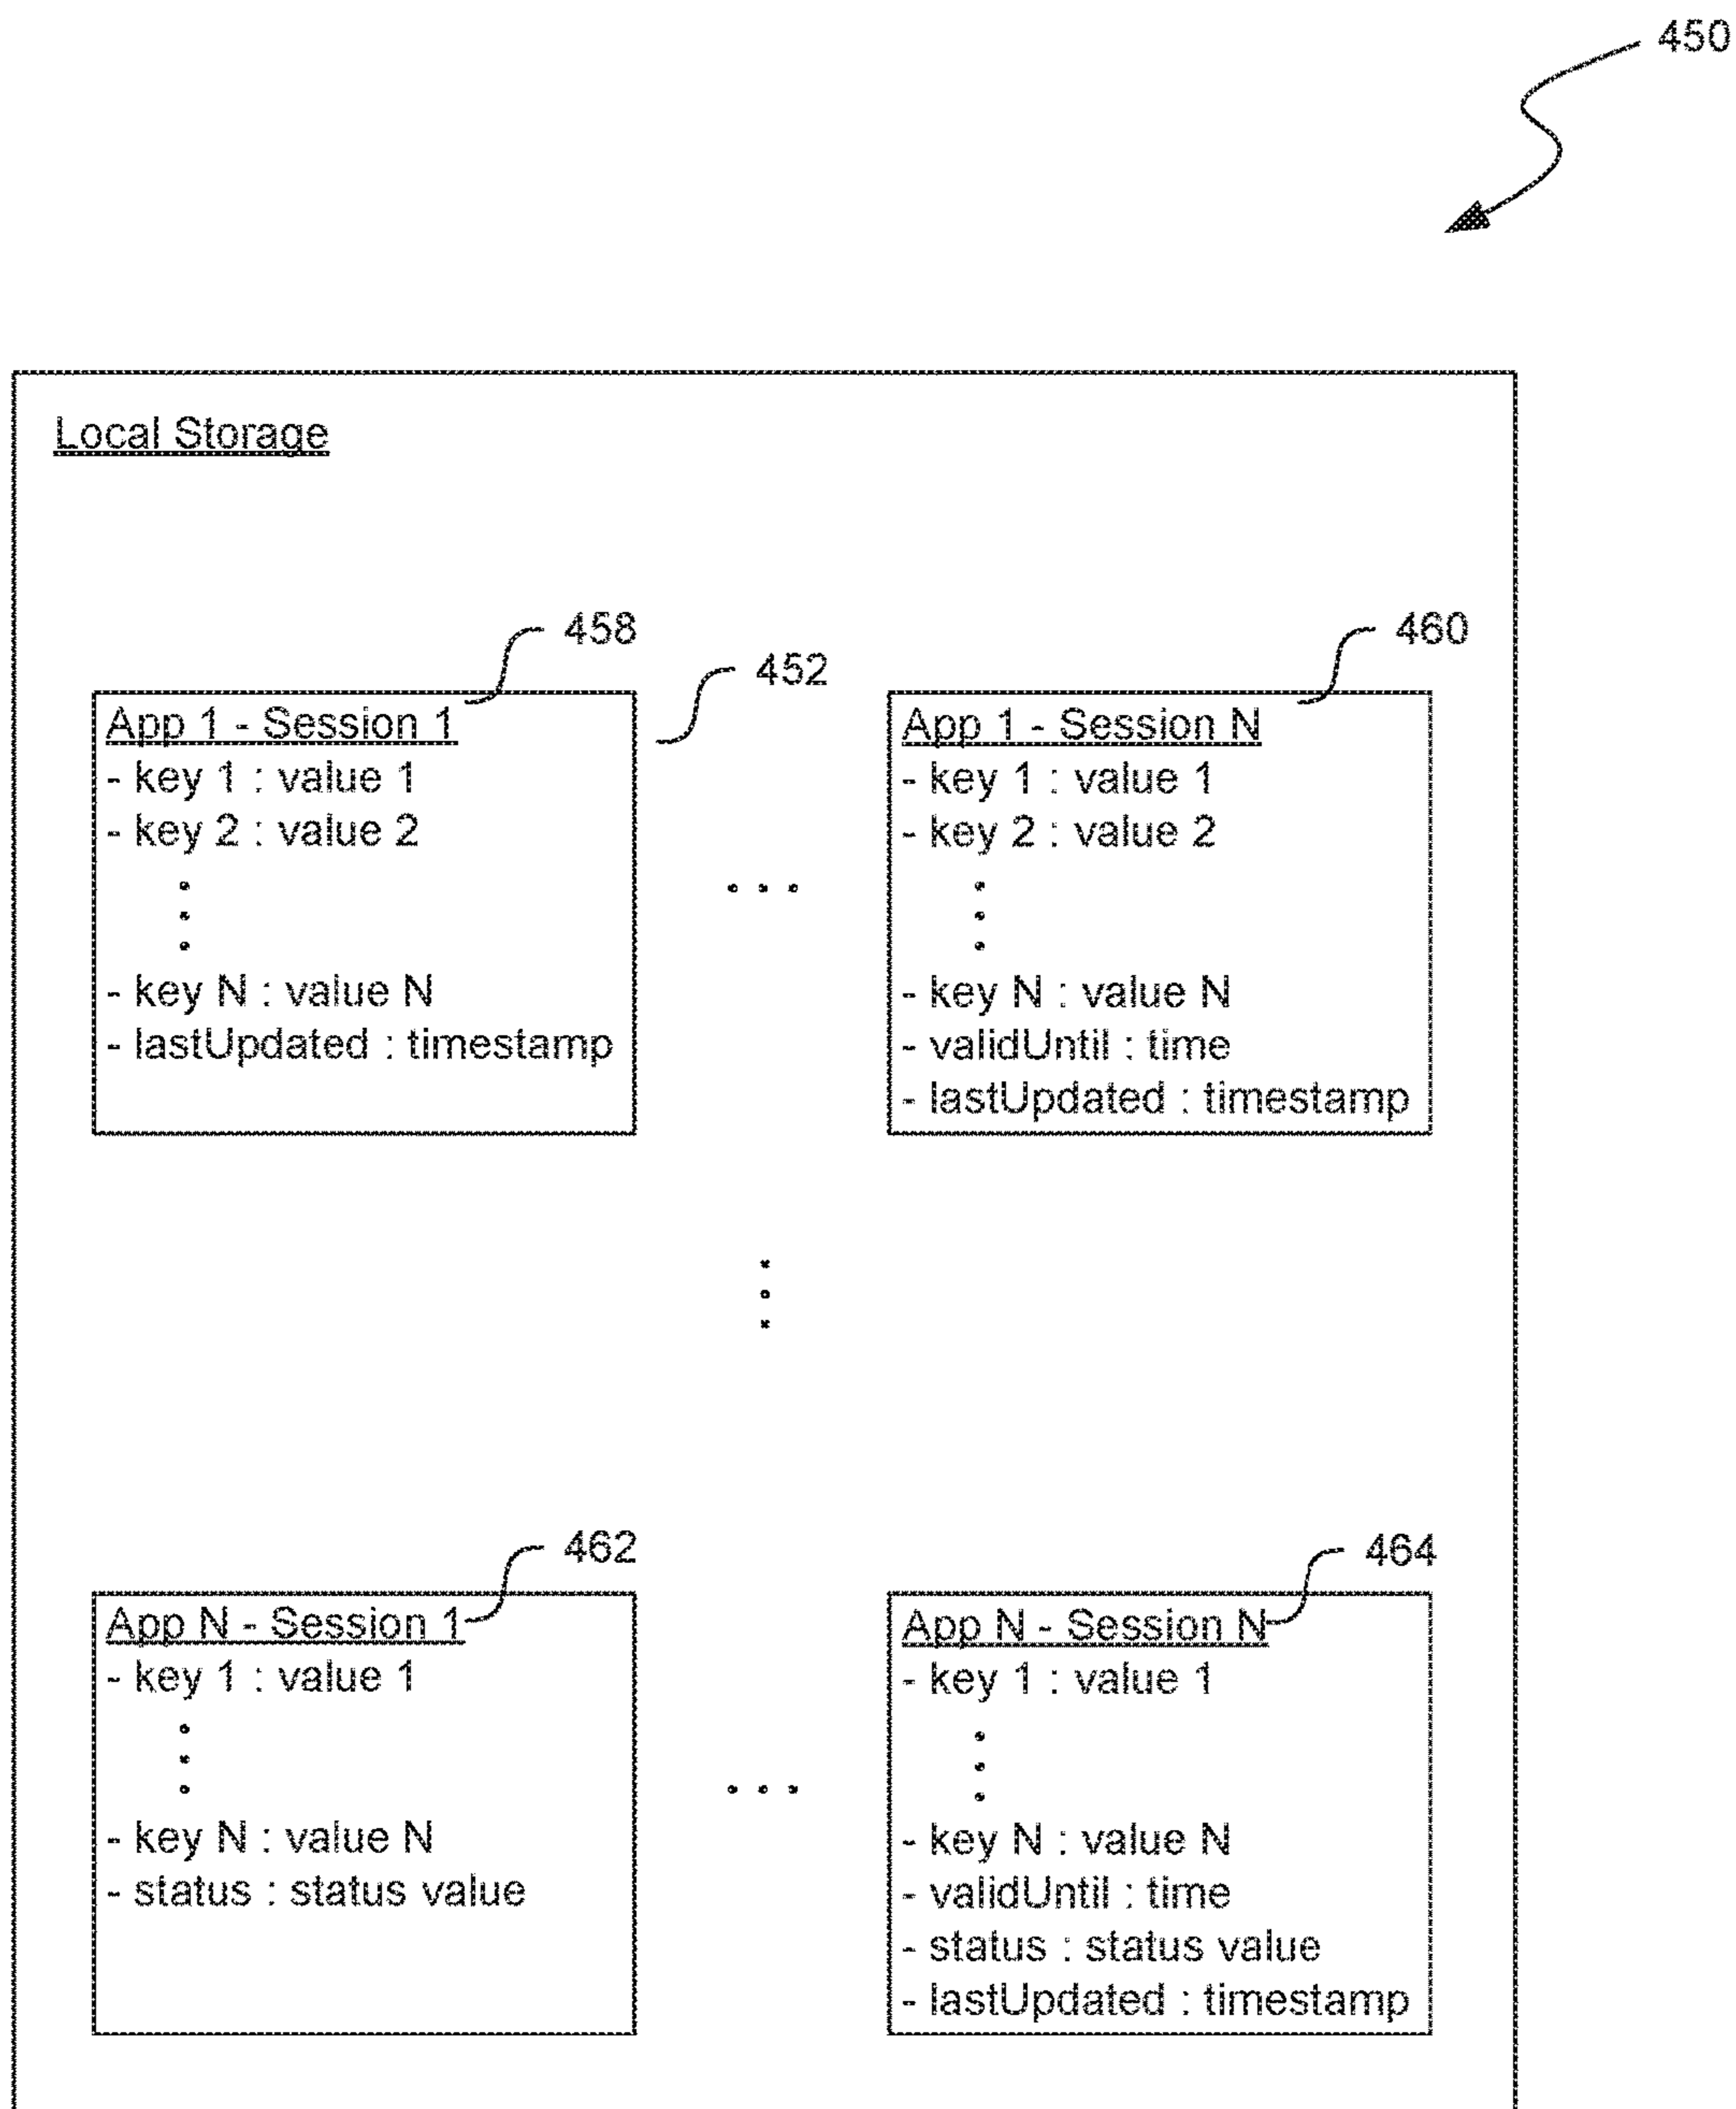 450
Local Storage
458
452
460
App 1 - Session 1
- key 1 : value 1
- key 2 : value 2
- key N : value N
- lastUpdated : timestamp
App 1 - Session N
- key 1 : value 1
- key 2 : value 2
- key N : value N
- validUntil : time
- lastUpdated : timestamp
462
464
App N - Session 1
- key 1 : value 1
- key N : value N
- status : status value
App N - Session N
- key 1 : value 1
- key N : value N
- validUntil : time
- status : status value
- lastUpdated : timestamp